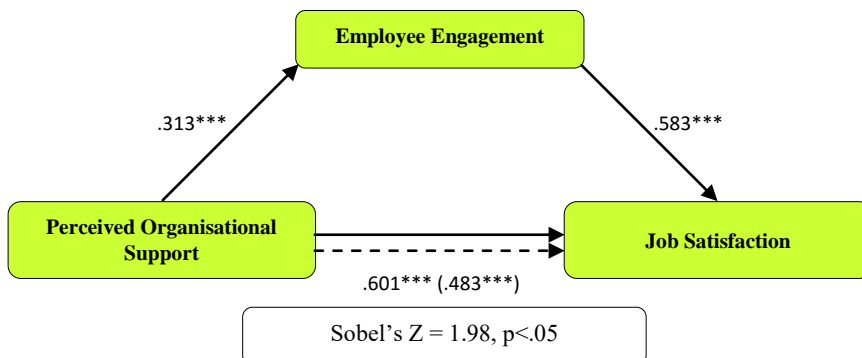 Employee Engagement
.313***
.583***
Perceived Organisational
Support
Job Satisfaction
.601*** (.483***)
Sobel's Z = 1.98, p<.05